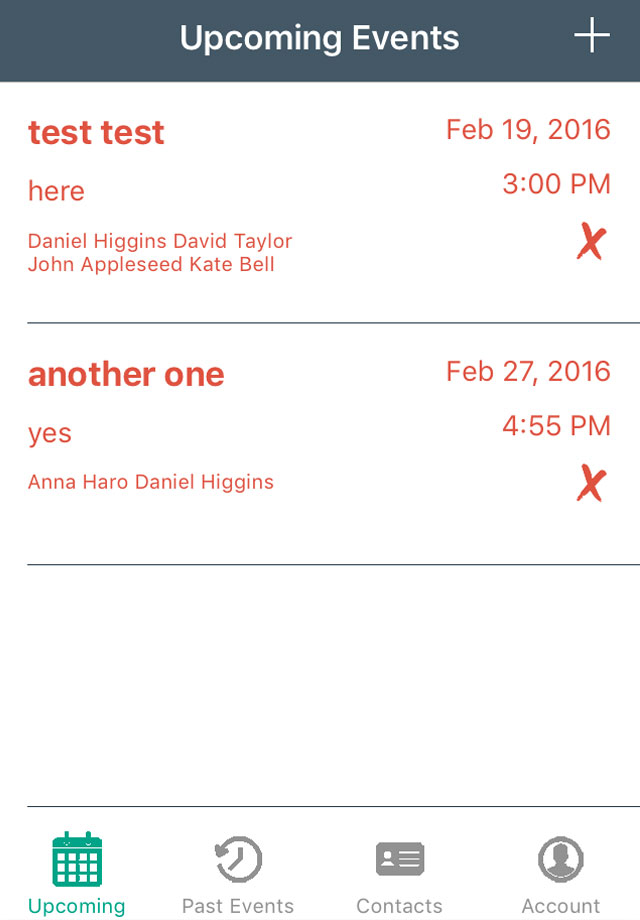 Upcoming Events
test test
Feb 19, 2016
here
3:00 PM
Daniel Higgins David Taylor
John Appleseed Kate Bell
another one
Feb 27, 2016
yes
4:55 PM
Anna Haro Daniel Higgins
Upcoming
Past Events
Contacts
Account